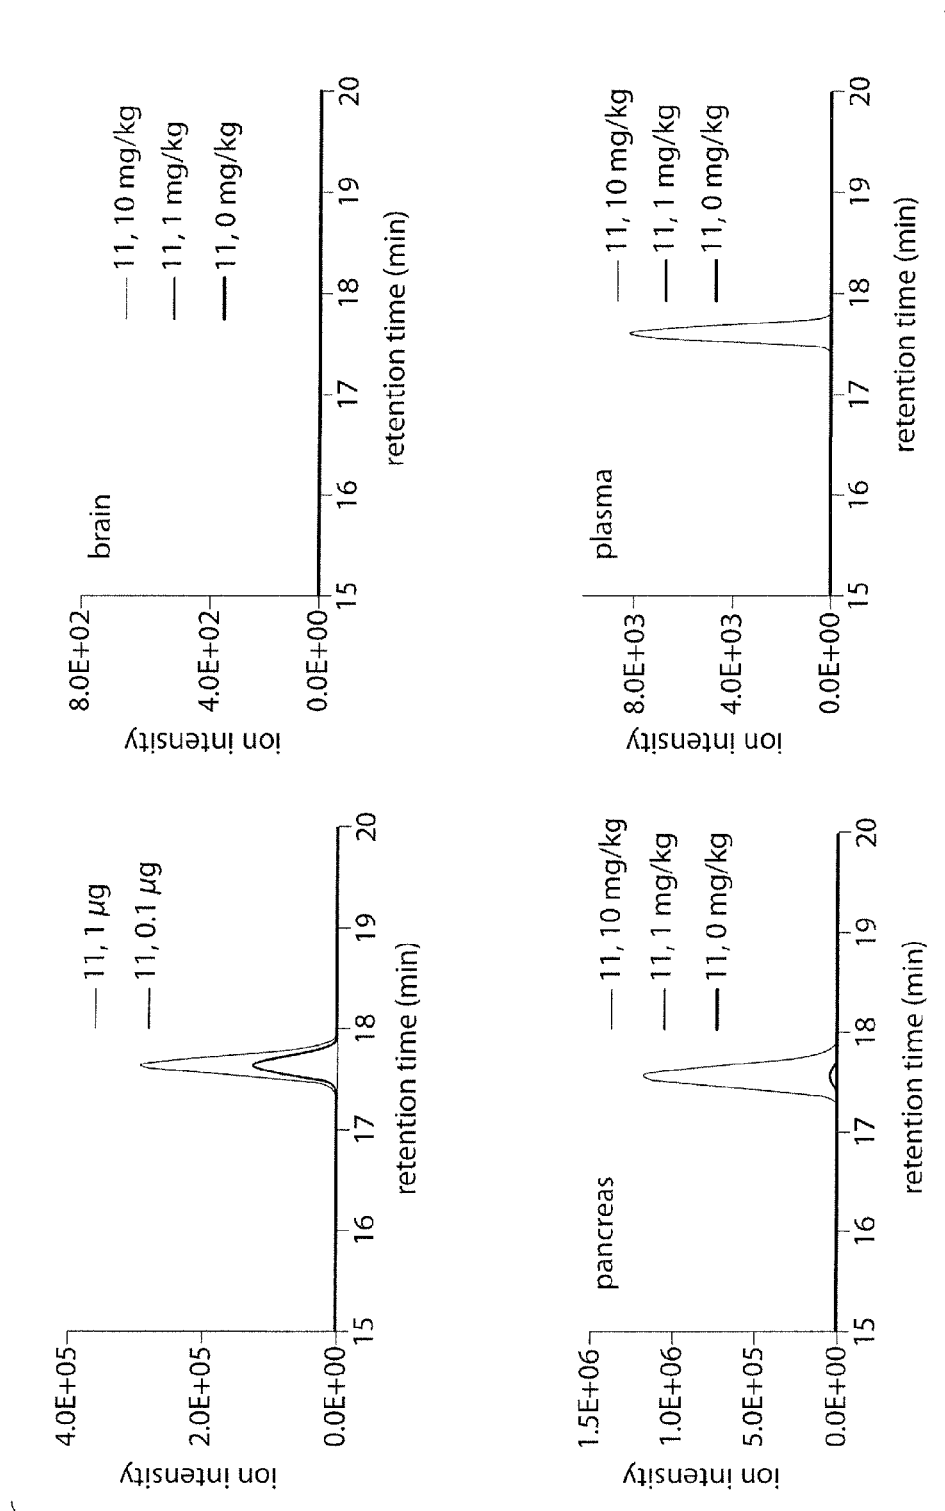 4.0E+05
2.0E+05
0.0E+00
ion intensity
15 16 17 18 19 20
retention time (min)
11, 1 µg
11, 0.1 µg
8.0E+02
4.0E+02
0.0E+00
ion intensity
brain
15 16 17 18 19 20
retention time (min)
11, 10 mg/kg
11, 1 mg/kg
11, 0 mg/kg
1.5E+06
1.0E+06
5.0E+05
0.0E+00
ion intensity
pancreas
15 16 17 18 19 20
retention time (min)
11, 10 mg/kg
11, 1 mg/kg
11, 0 mg/kg
8.0E+03
4.0E+03
0.0E+00
ion intensity
plasma
15 16 17 18 19 20
retention time (min)
11, 10 mg/kg
11, 1 mg/kg
11, 0 mg/kg